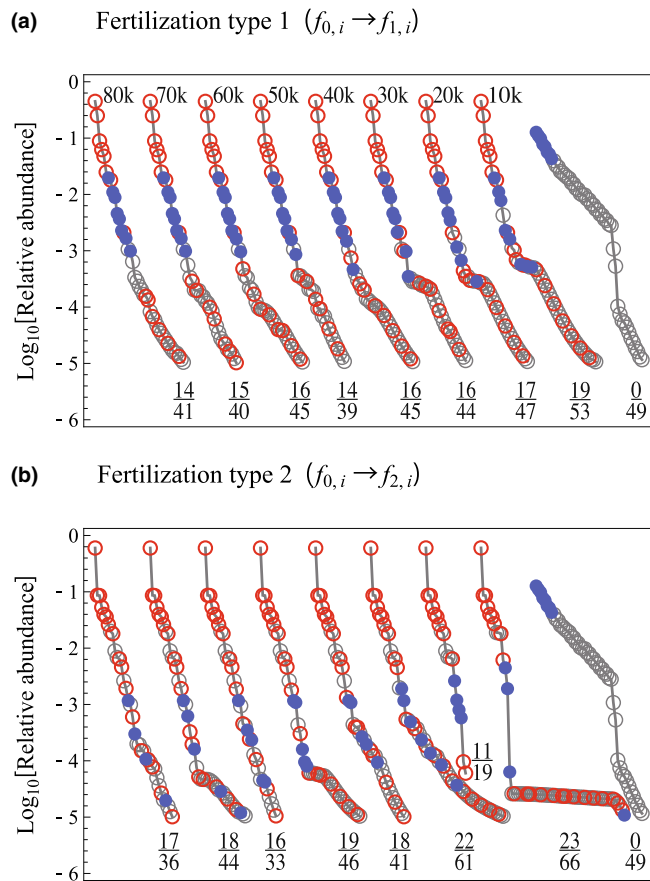 (a) Fertilization type 1 (f0,i → f1,i)
0
80k 70k 60k 50k 40k 30k 20k 10k
- 1
- 2
- 3
- 4
- 5
- 6
Log10[Relative abundance]
14 15 16 14 16 16 17 19 0
41 40 45 39 45 44 47 53 49
(b) Fertilization type 2 (f0,i → f2,i)
0
- 1
- 2
- 3
- 4
- 5
- 6
Log10[Relative abundance]
11
19
17 18 16 19 18 22 23 0
36 44 33 46 41 61 66 49